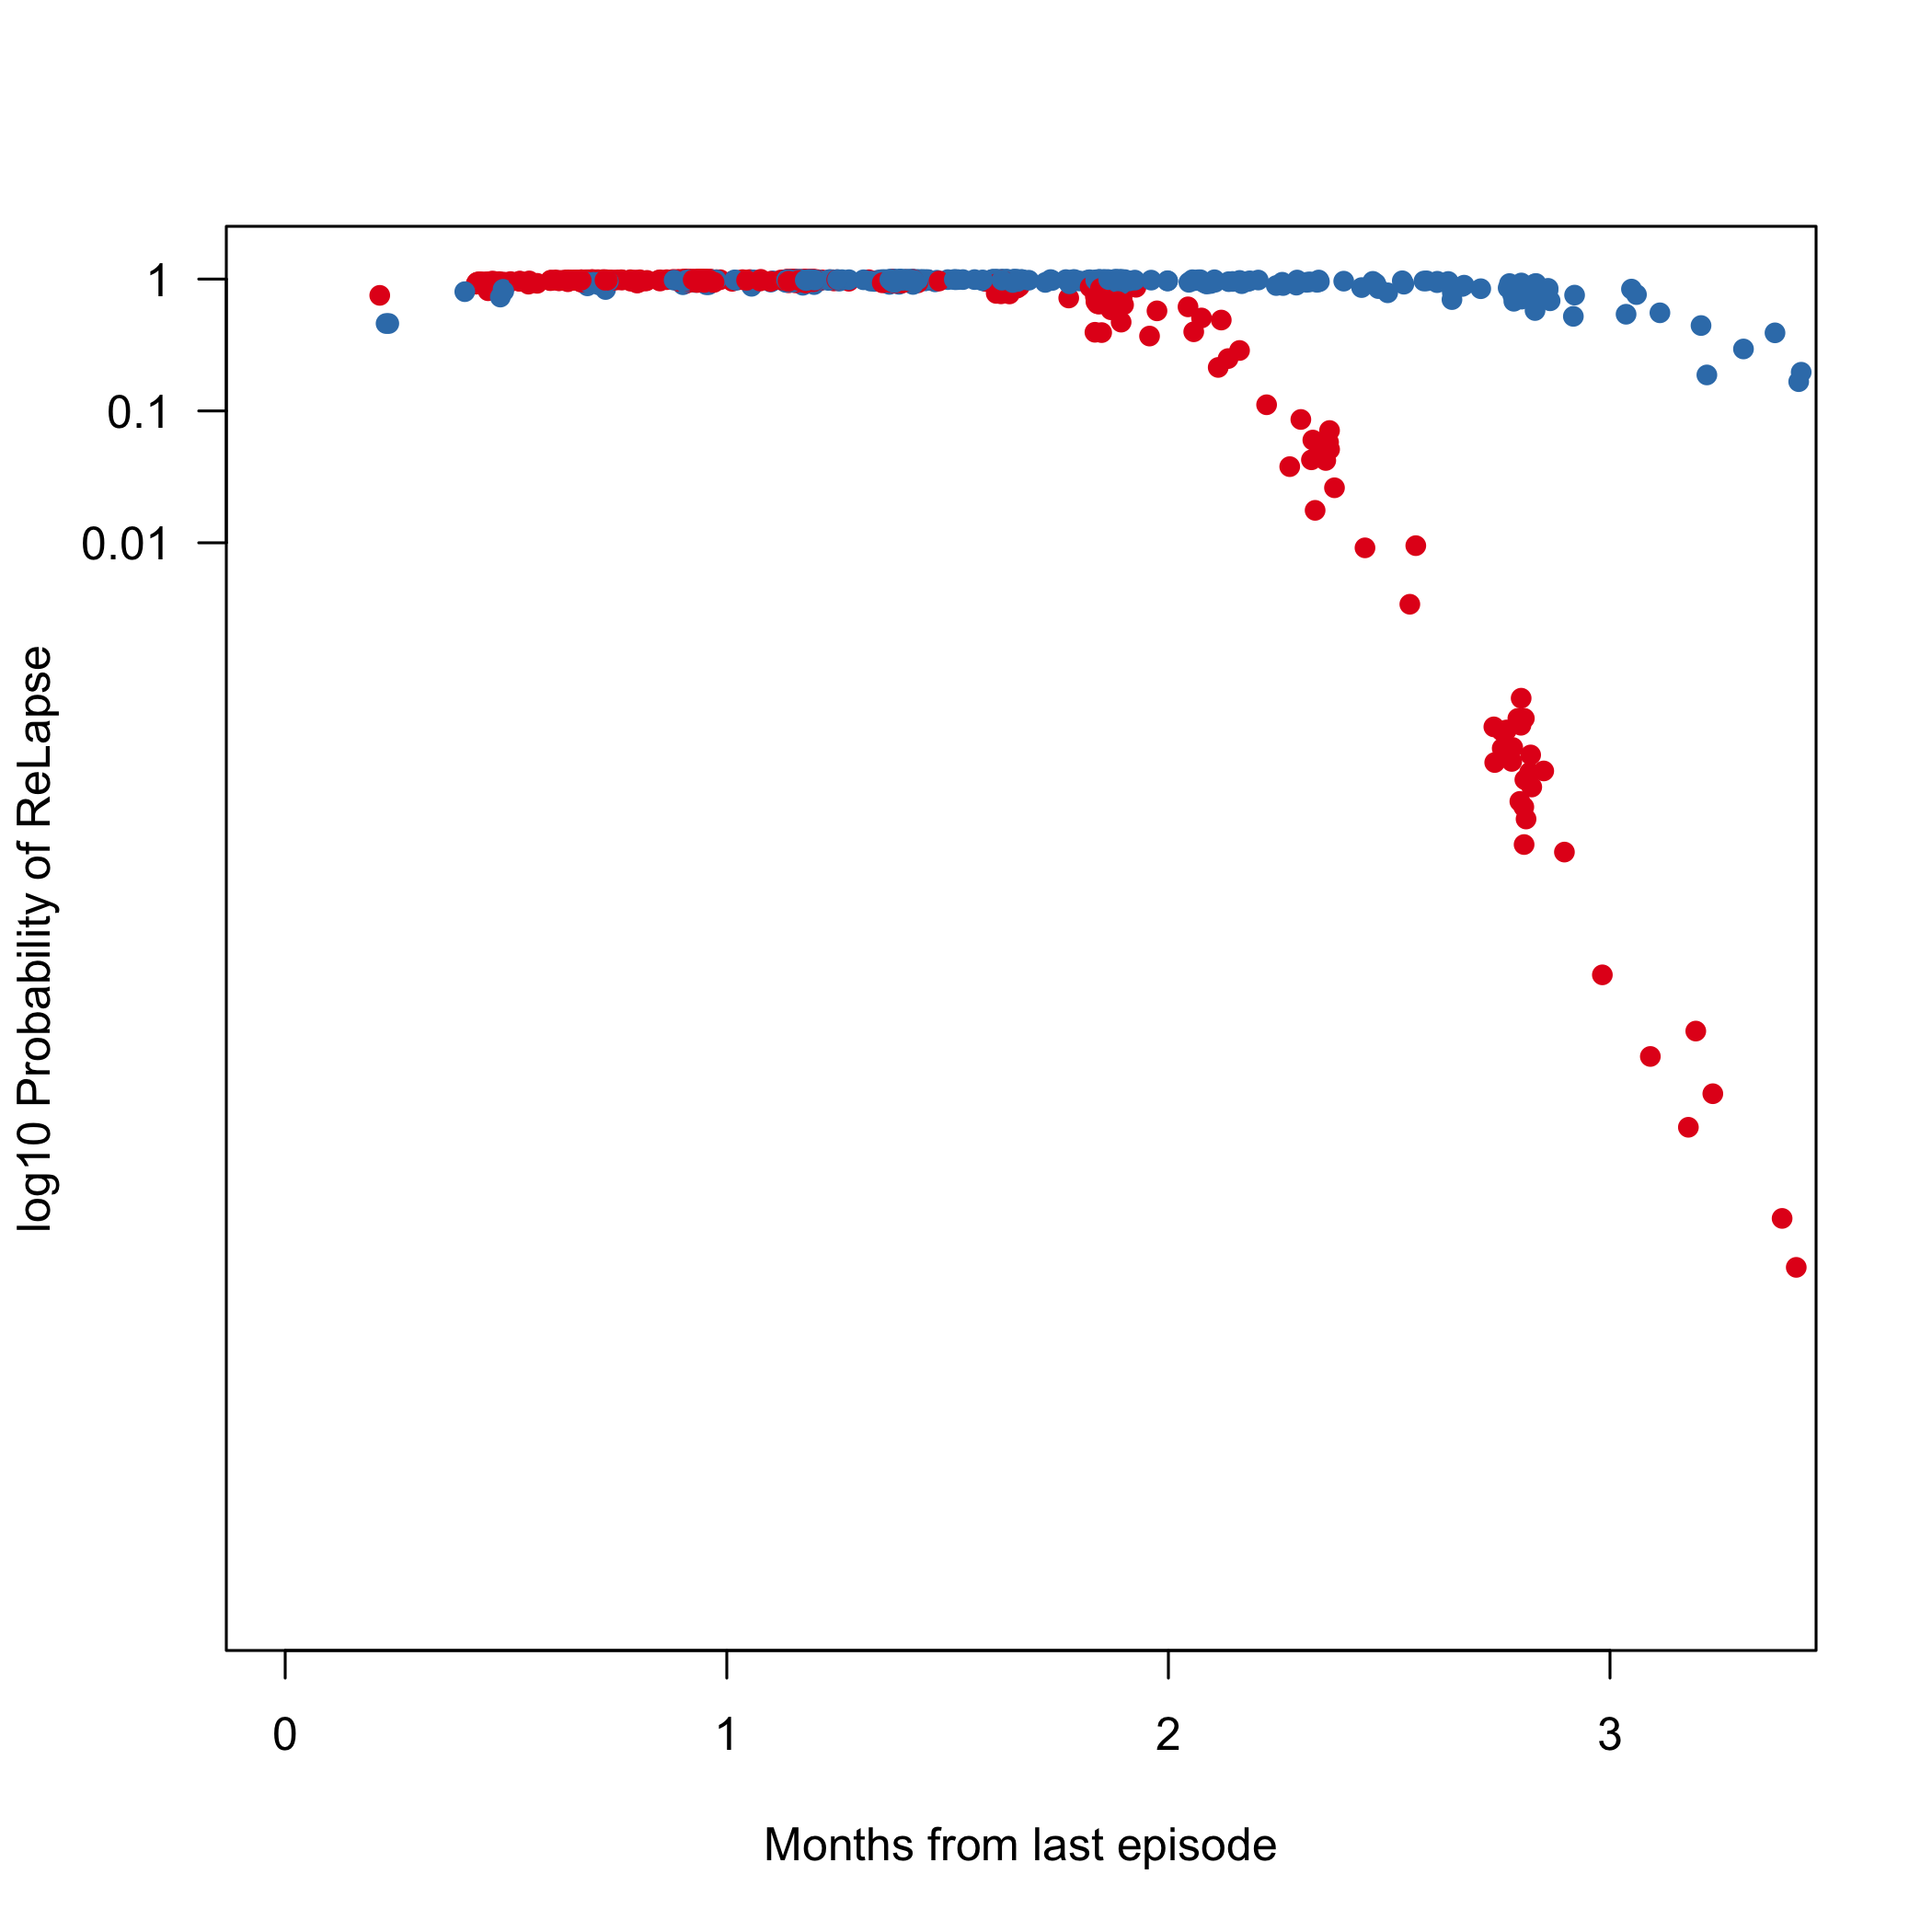 1
0.1
0.01
log10 Probability of ReLapse
0 1 2 3
Months from last episode